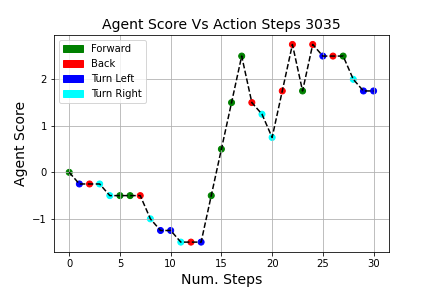 Agent Score Vs Action Steps 3035
Forward
Back
Turn Left
Turn Right
Agent Score
2
1
0
−1
0 5 10 15 20 25 30
Num. Steps